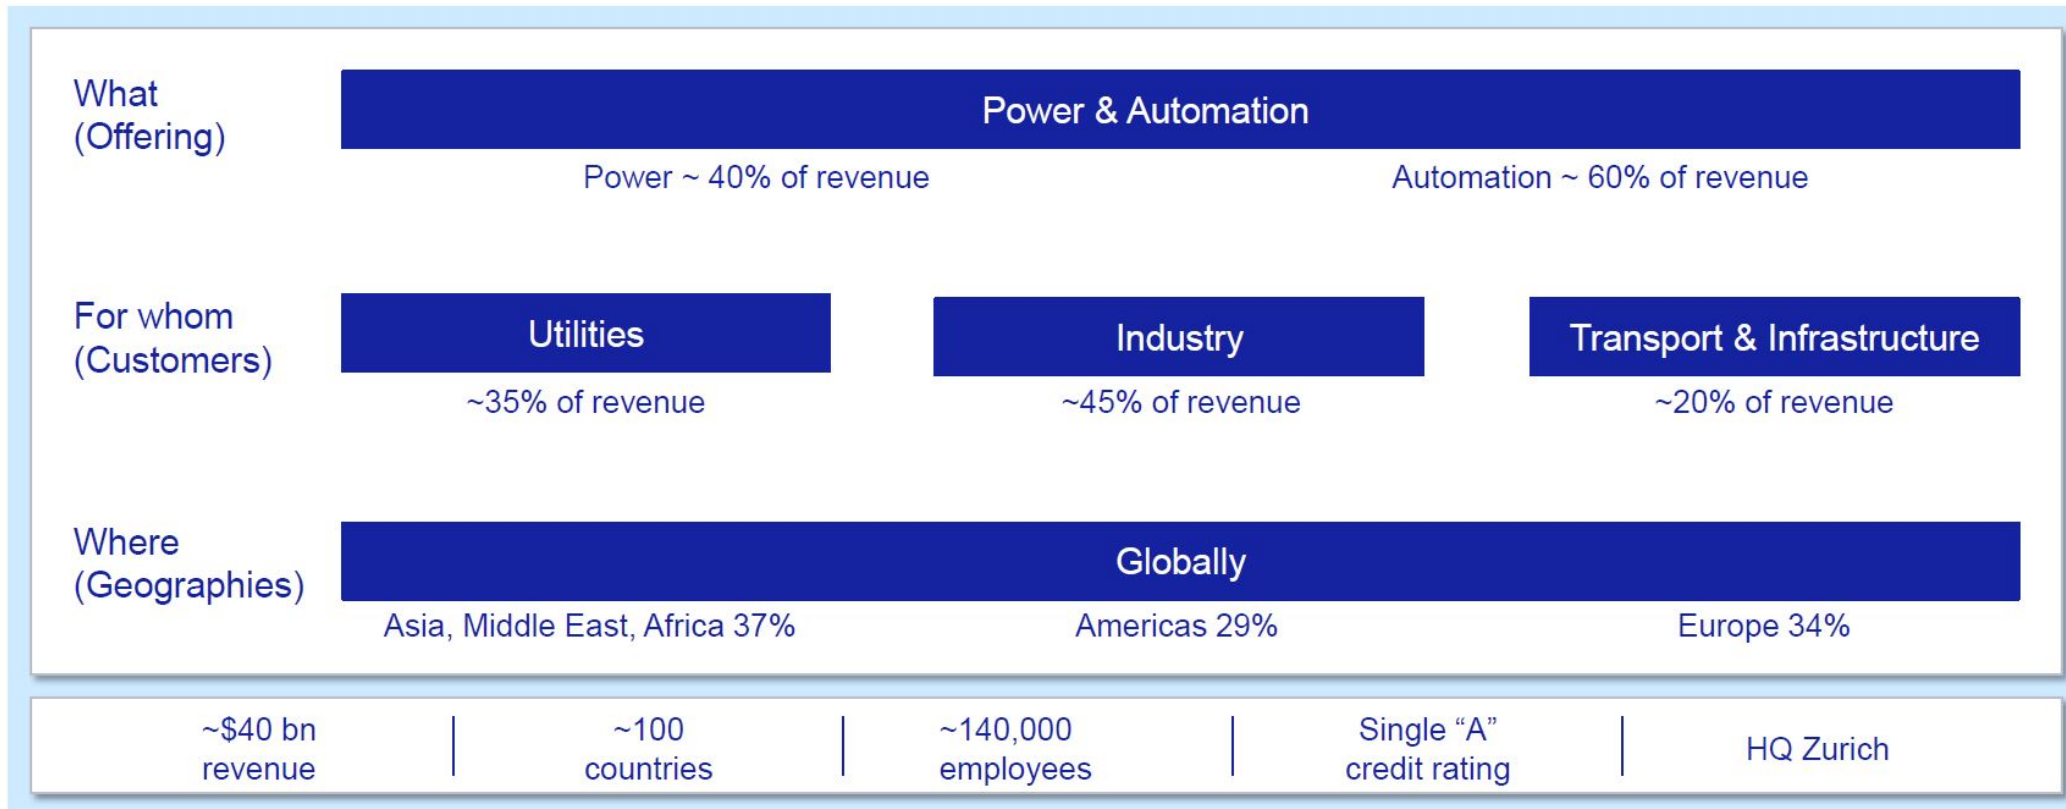 What
(Offering)
Power & Automation
Power ~ 40% of revenue
Automation ~ 60% of revenue
For whom
(Customers)
Utilities
Industry
Transport & Infrastructure
~35% of revenue
~45% of revenue
~20% of revenue
Where
(Geographies)
Globally
Asia, Middle East, Africa 37%
Americas 29%
Europe 34%
~$40 bn
revenue
~100
countries
~140,000
employees
Single “A”
credit rating
HQ Zurich